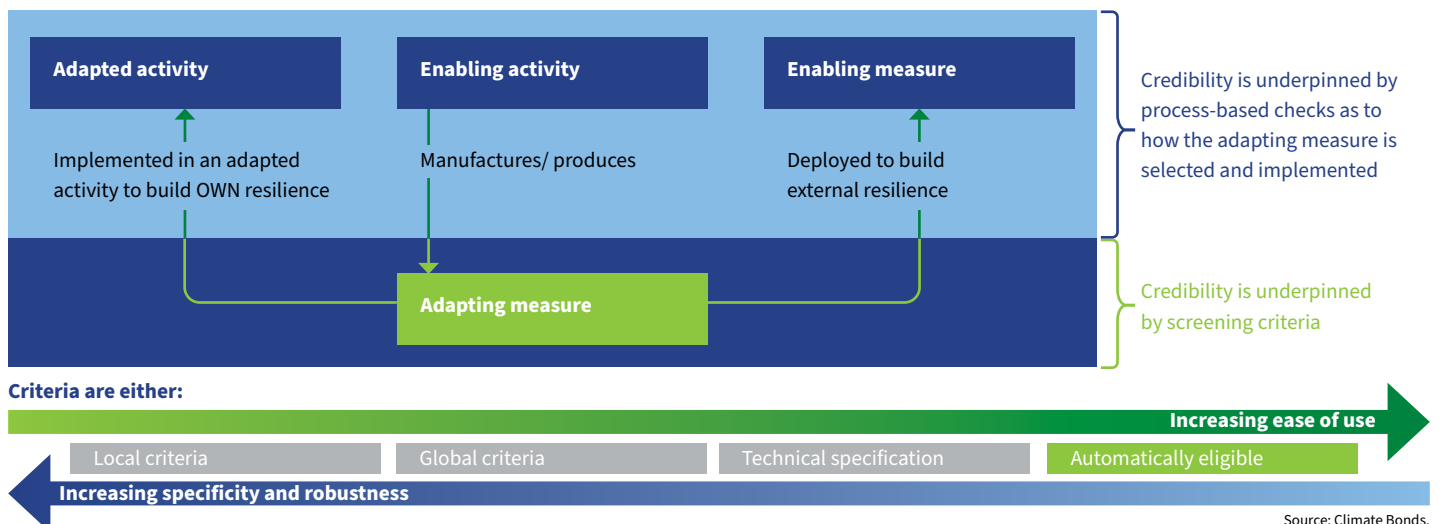 Adapted activity
Enabling activity
Enabling measure
Implemented in an adapted
activity to build OWN resilience
Manufactures/ produces
Deployed to build
external resilience
Credibility is underpinned by
process-based checks as to
how the adapting measure is
selected and implemented
Adapting measure
Credibility is underpinned
by screening criteria
Criteria are either:
Increasing ease of use
Local criteria
Global criteria
Technical specification
Automatically eligible
Increasing specificity and robustness
Source: Climate Bonds.